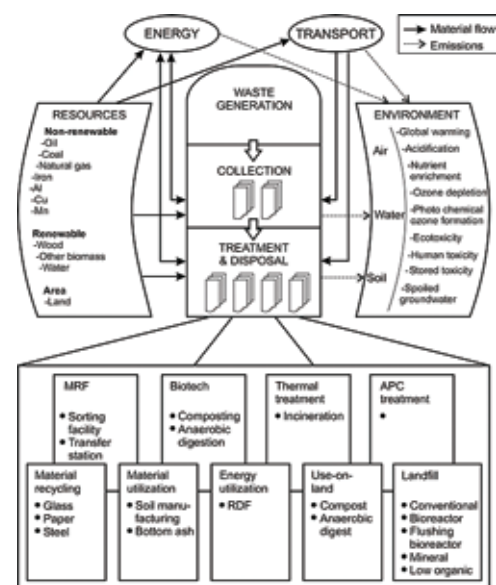 ENERGY
TRANSPORT
Material flow
Emissions
RESOURCES
Non-renewable
-Oil
-Coal
-Natural gas
-Iron
-Al
-Cu
-Mn
Renewable
-Wood
-Other biomass
-Water
Area
-Land
WASTE
GENERATION
COLLECTION
TREATMENT
& DISPOSAL
ENVIRONMENT
Air
Water
Soil
-Global warming
-Acidification
-Nutrient
enrichment
-Ozone depletion
-Photo chemical
ozone formation
-Ecotoxicity
-Human toxicity
-Stored toxicity
-Spoiled
groundwater
MRF
• Sorting
facility
• Transfer
station
Biotech
• Composting
• Anaerobic
digestion
Thermal
treatment
• Incineration
APC
treatment
•
Material
recycling
• Glass
• Paper
• Steel
Material
utilization
• Soil manu-
facturing
• Bottom ash
Energy
utilization
• RDF
Use-on-
land
• Compost
• Anaerobic
digest
Landfill
• Conventional
• Bioreactor
• Flushing
bioreactor
• Mineral
• Low organic